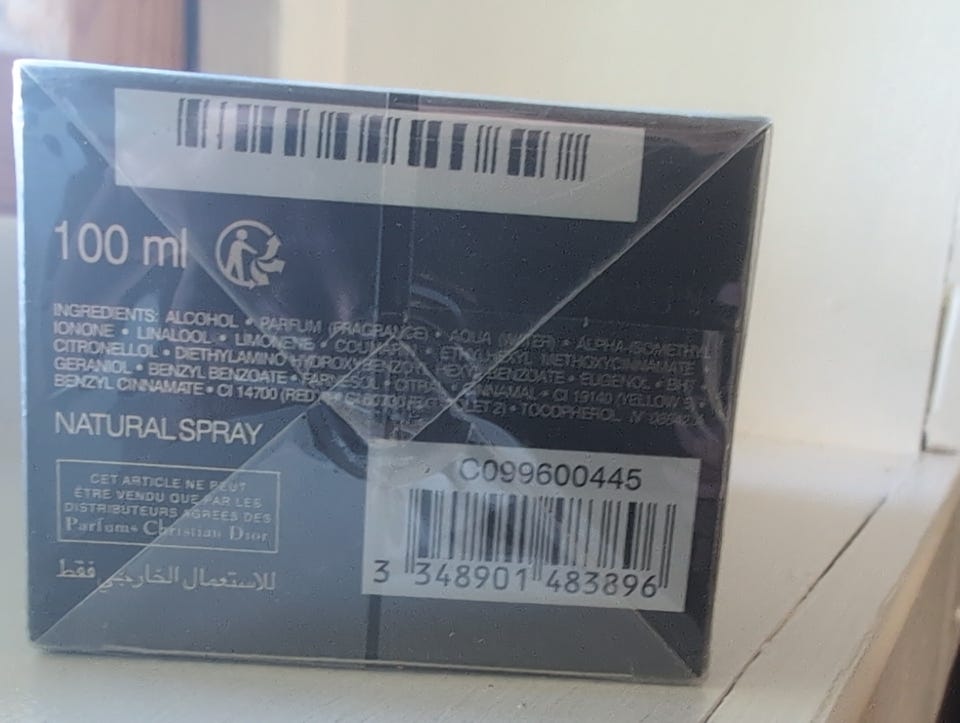 100 ml
INGREDIENTS: ALCOHOL • PARFUM (FRAGRANCE) • AQUA (WATER) • ALPHA-ISOMETHYL
IONONE • LINALOOL • LIMONENE • COUMARIN • ETHYLHEXYL METHOXYCINNAMATE •
CITRONELLOL • DIETHYLAMINO HYDROXYBENZOYL HEXYL BENZOATE • EUGENOL • BHT •
GERANIOL • BENZYL BENZOATE • FARNESOL • CITRAL • CINNAMAL • CI 19140 (YELLOW 5) •
BENZYL CINNAMATE • CI 14700 (RED • CI 60730 • TOCOPHEROL
NATURAL SPRAY
CET ARTICLE NE PEUT
ÊTRE VENDU QUE PAR LES
DISTRIBUTEURS AGRÉÉS DES
Parfums Christian Dior
للاستعمال الخارجي فقط
C099600445
3 348901 483896